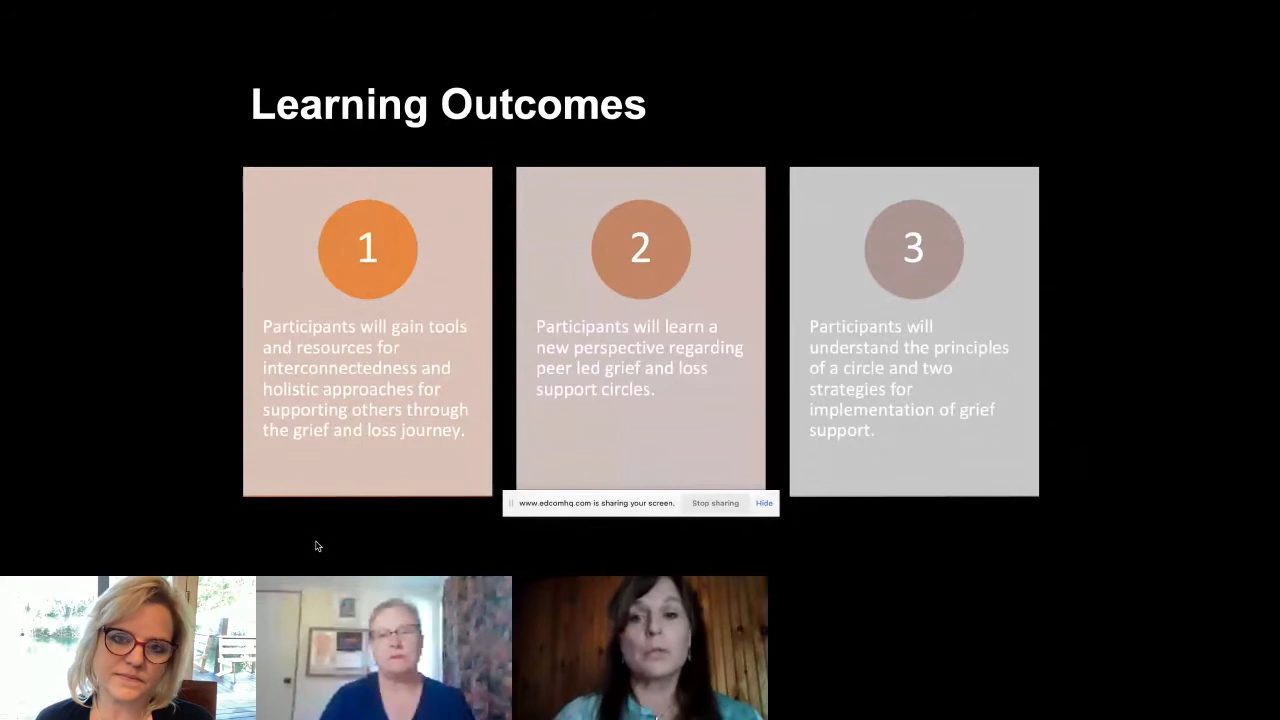 Learning Outcomes
1
Participants will gain tools
and resources for
interconnectedness and
holistic approaches for
supporting others through
the grief and loss journey.
2
Participants will learn a
new perspective regarding
peer led grief and loss
support circles.
3
Participants will
understand the principles
of a circle and two
strategies for
implementation of grief
support.
www.edcomhq.com is sharing your screen. Stop sharing Hide